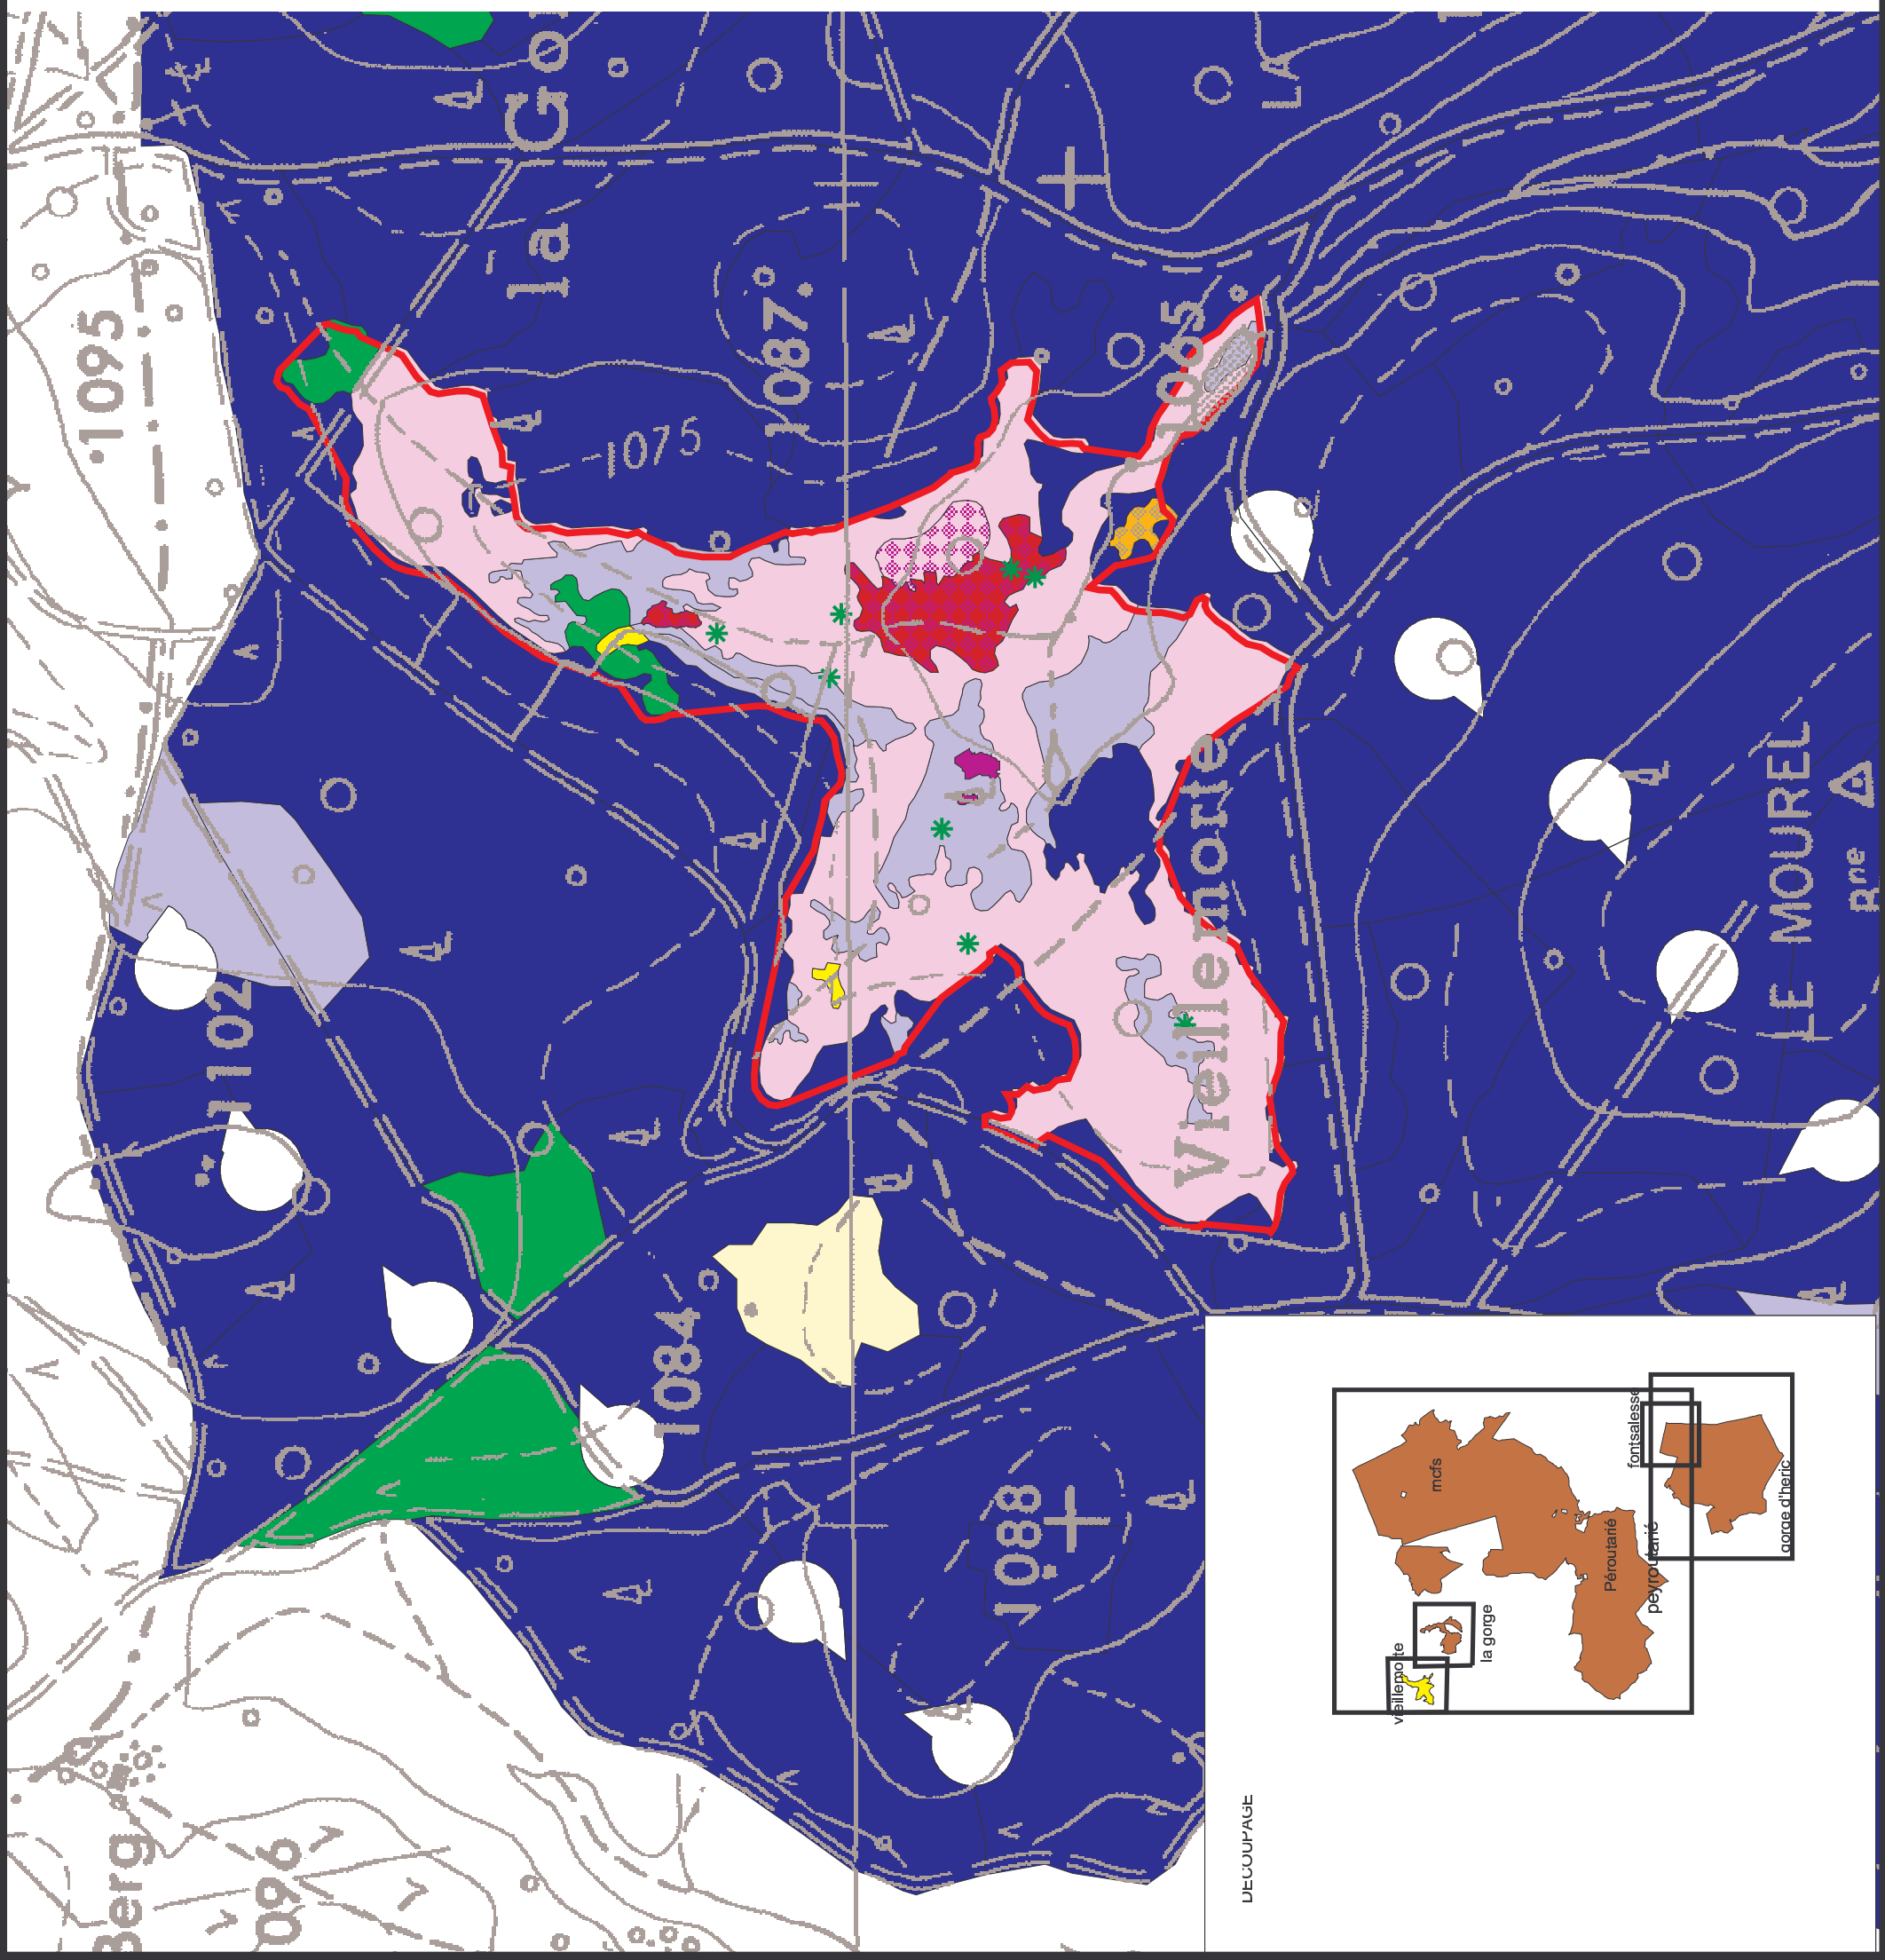 la Go
LA
1095
1087
1065
1075
Vieillemorte
LE MOUREL
Rne
1102
1084
1088
Berg
096
DECOUPAGE
fontsalesse
mcfs
gorge d'heric
Péroutarié
peyroutarié
la gorge
vieillemorte